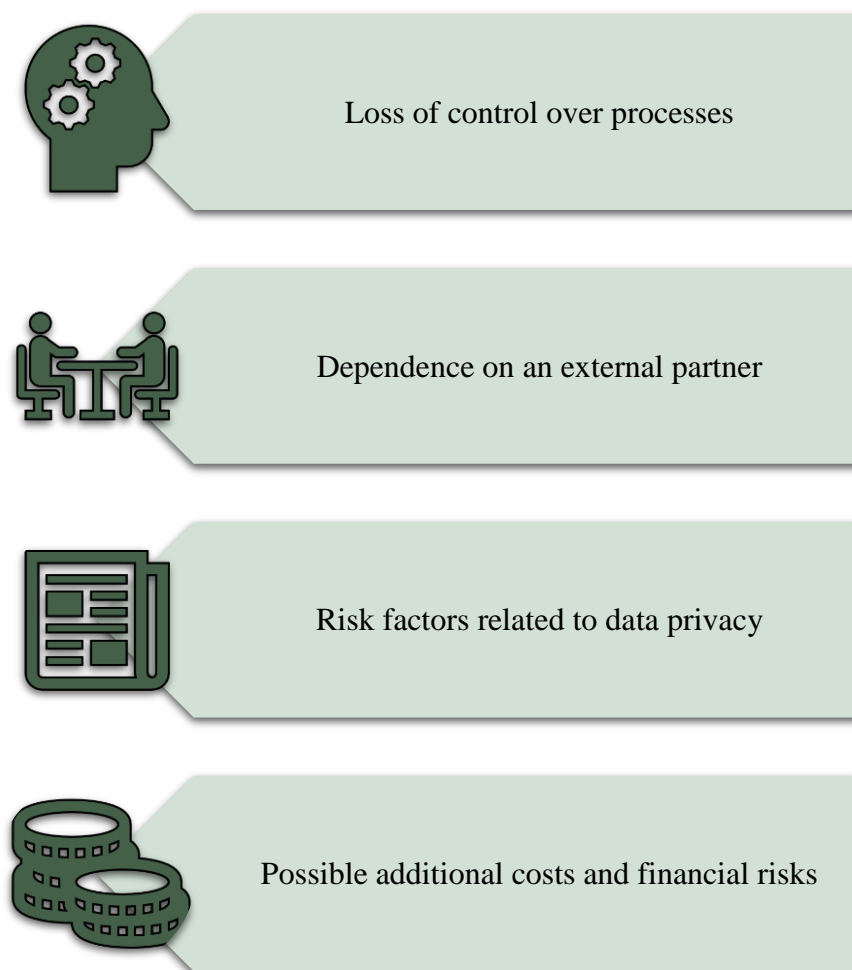 Loss of control over processes
Dependence on an external partner
Risk factors related to data privacy
Possible additional costs and financial risks